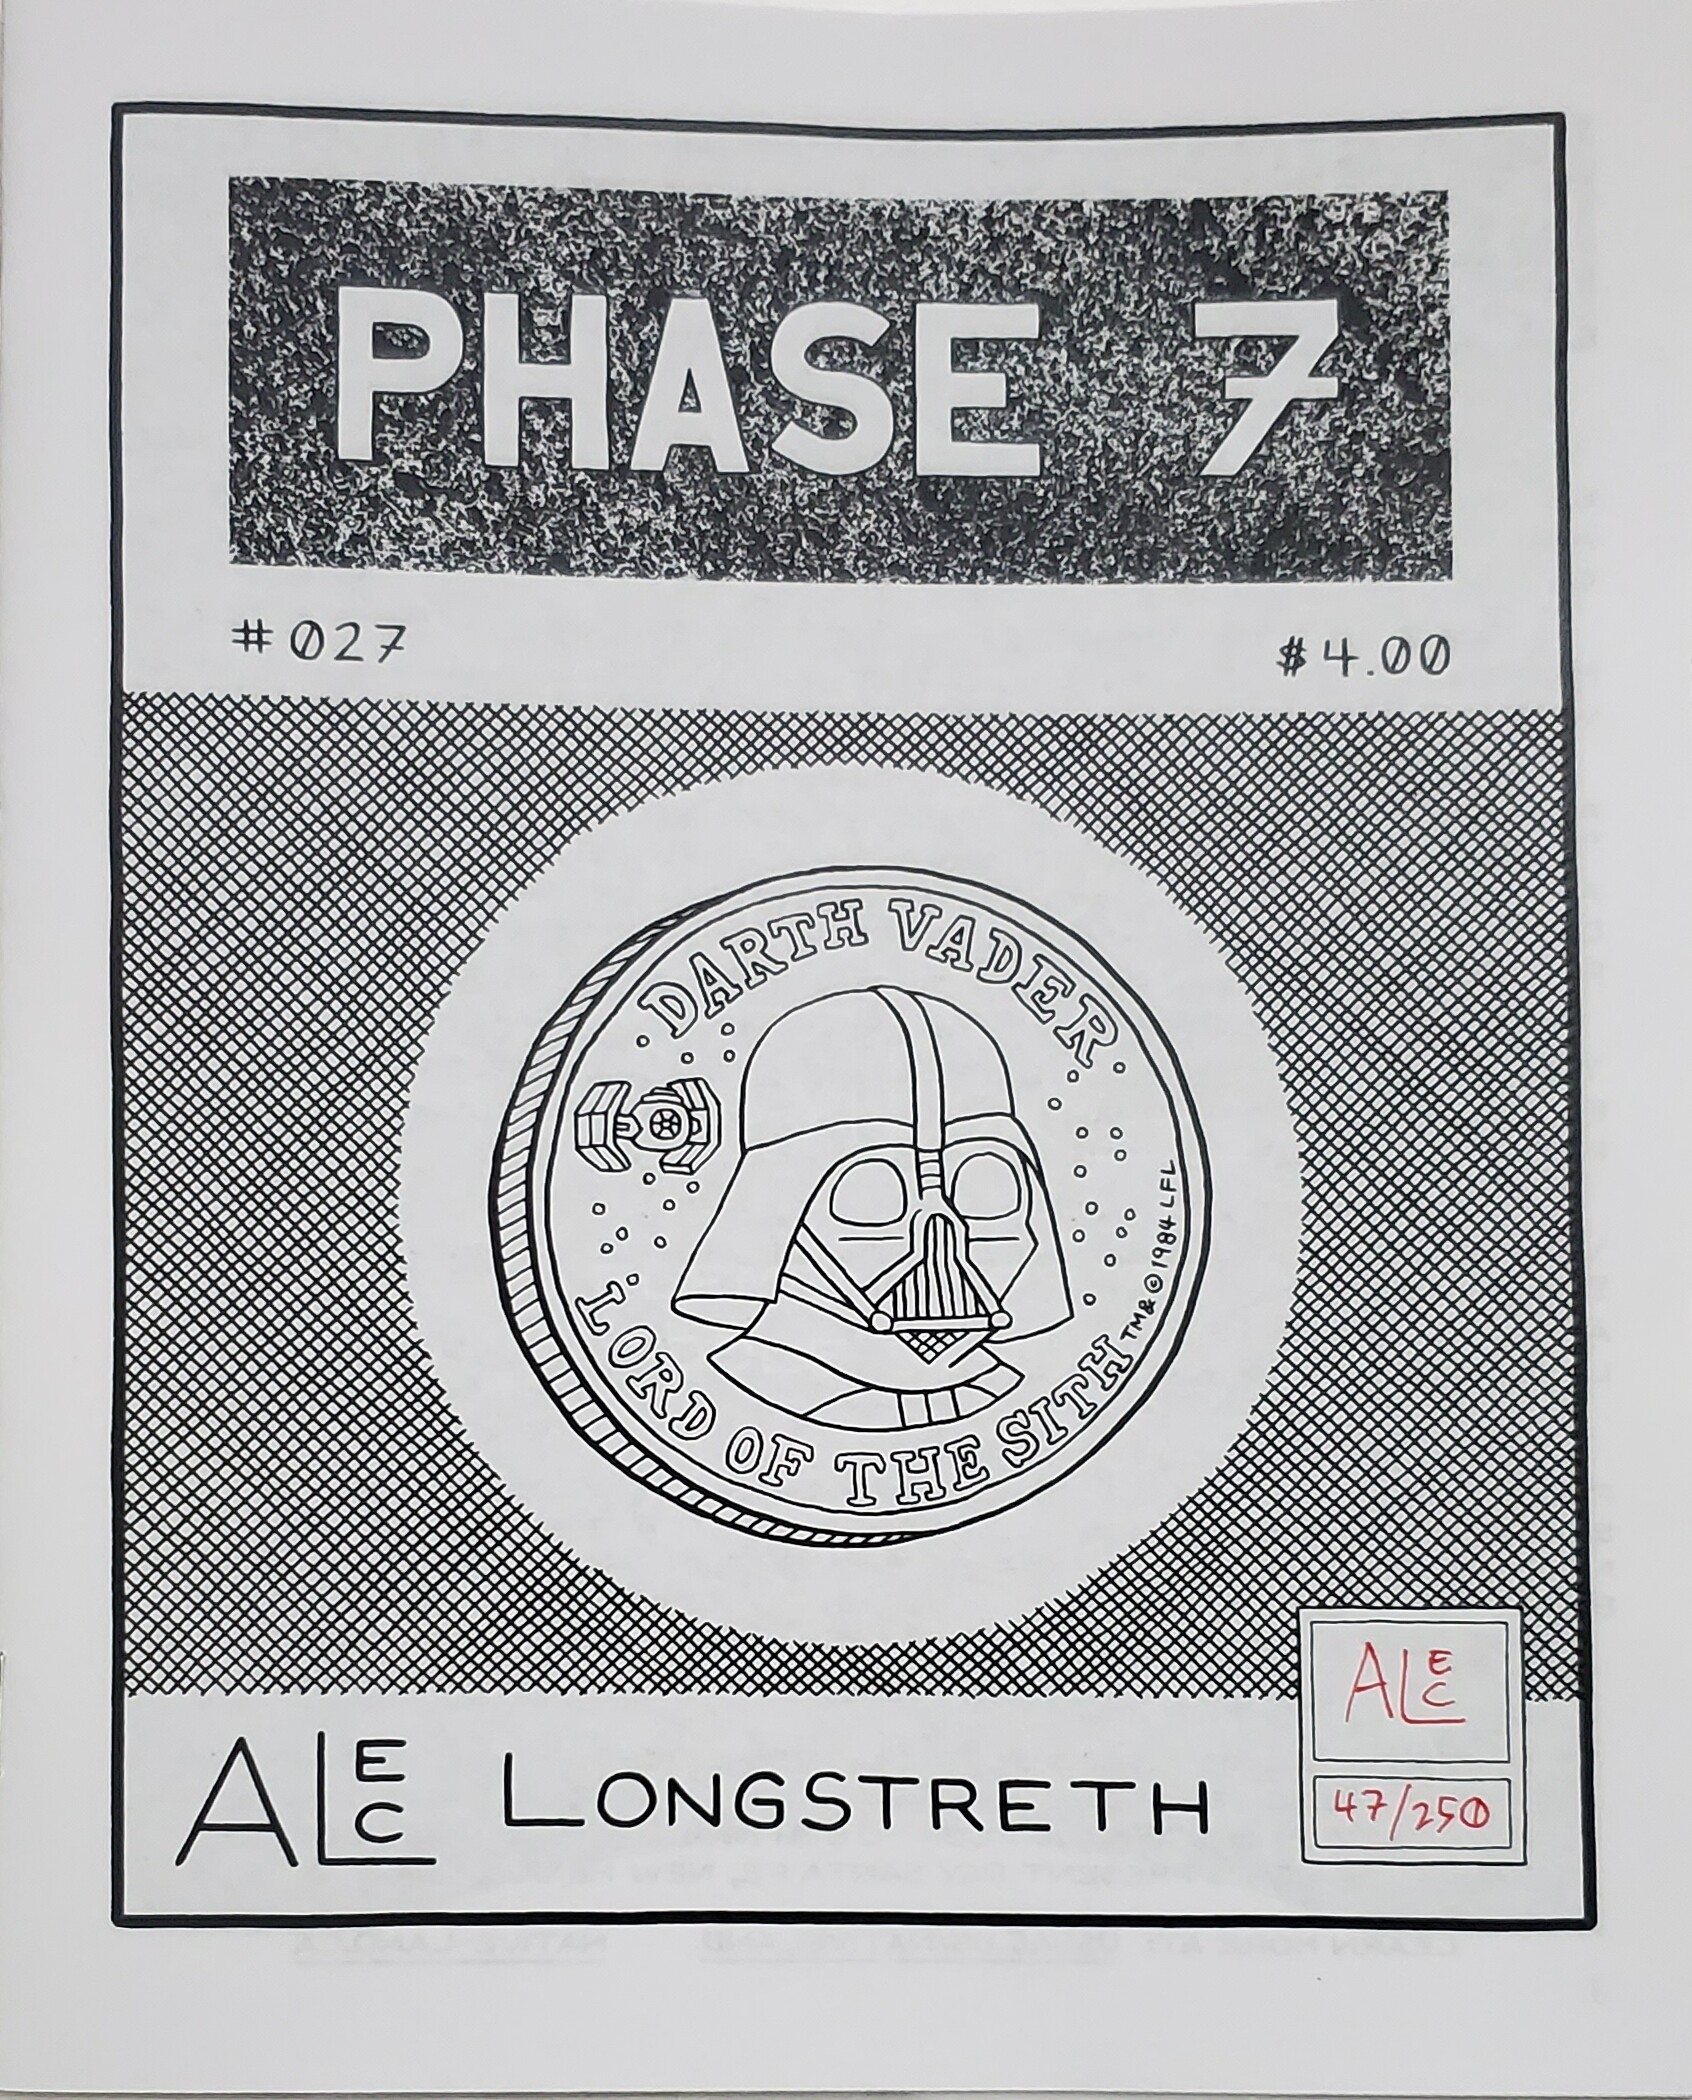 PHASE 7
#027
$4.00
DARTH VADER
LORD OF THE SITH
TM& © 1984 LFL
ALEC
47/250
ALEC LONGSTRETH